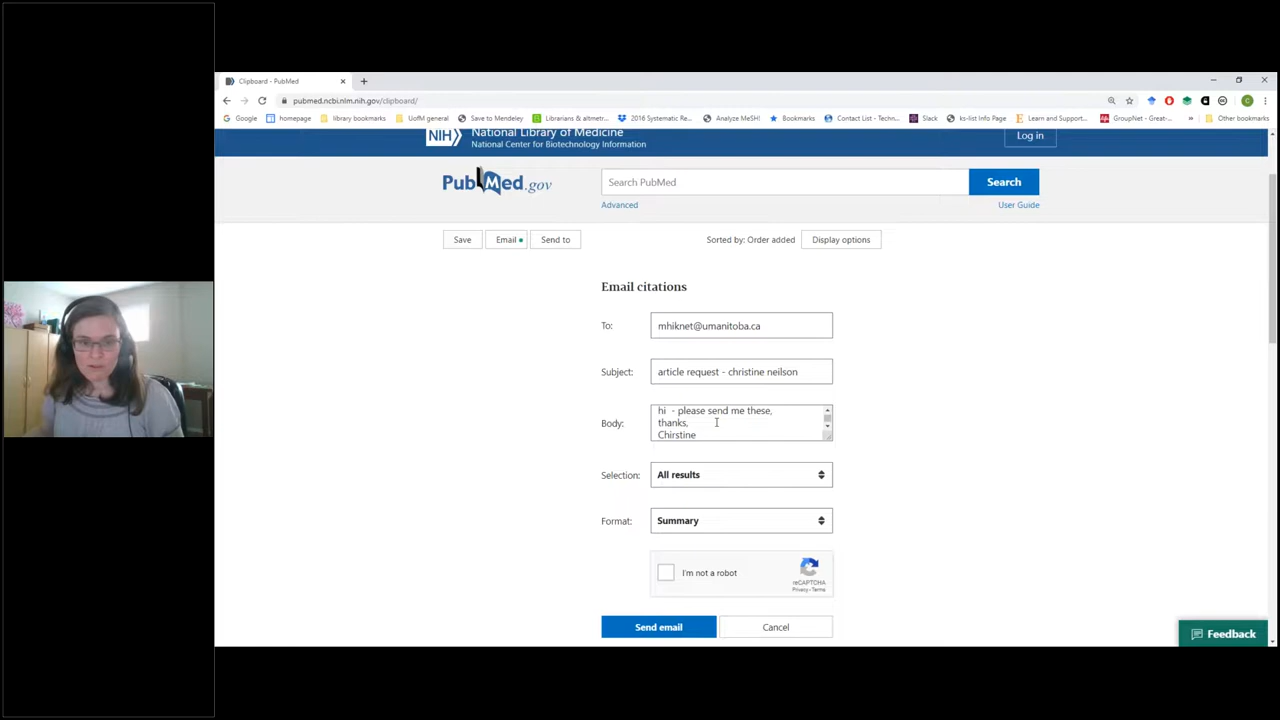 Clipboard - PubMed
pubmed.ncbi.nlm.nih.gov/clipboard/
Google homepage library bookmarks UofM general Save to Mendeley Librarians & altmetr... 2016 Systematic Re... Analyze MeSH! Bookmarks Contact List - Techn... Slack ks-list Info Page Learn and Support... GroupNet - Great-... » Other bookmarks
NIH National Library of Medicine
National Center for Biotechnology Information
Log in
PubMed.gov
Search PubMed
Search
Advanced
User Guide
Save Email Send to
Sorted by: Order added Display options
Email citations
To: mhiknet@umanitoba.ca
Subject: article request - christine neilson
hi - please send me these,
Body: thanks,
Chirstine
Selection: All results
Format: Summary
I'm not a robot
reCAPTCHA
Privacy - Terms
Send email Cancel
Feedback